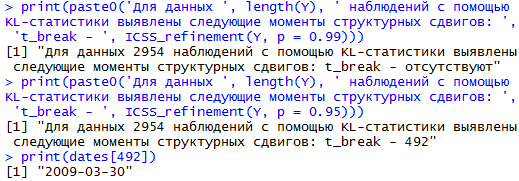 > print(paste0('Для данных ', length(Y), ' наблюдений с помощью
KL-статистики выявлены следующие моменты структурных сдвигов: ',
't_break - ', ICSS_refinement(Y, p = 0.99)))
[1] "Для данных 2954 наблюдений с помощью KL-статистики выявлены
следующие моменты структурных сдвигов: t_break - отсутствуют"
> print(paste0('Для данных ', length(Y), ' наблюдений с помощью
KL-статистики выявлены следующие моменты структурных сдвигов: ',
't_break - ', ICSS_refinement(Y, p = 0.95)))
[1] "Для данных 2954 наблюдений с помощью KL-статистики выявлены
следующие моменты структурных сдвигов: t_break - 492"
> print(dates[492])
[1] "2009-03-30"